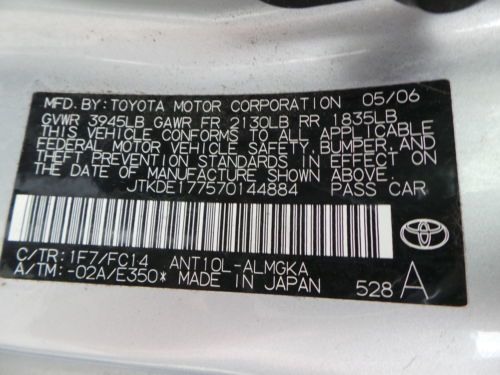 MFD. BY: TOYOTA MOTOR CORPORATION 05/06
GVWR 3945LB GAWR FR 2130LB RR 1835LB
THIS VEHICLE CONFORMS TO ALL APPLICABLE
FEDERAL MOTOR VEHICLE SAFETY, BUMPER, AND
THEFT PREVENTION STANDARDS IN EFFECT ON
THE DATE OF MANUFACTURE SHOWN ABOVE.
JTKDE177570144884 PASS CAR
C/TR: 1F7/FC14 ANT10L-ALMGKA
A/TM: -02A/E350* MADE IN JAPAN 528 A